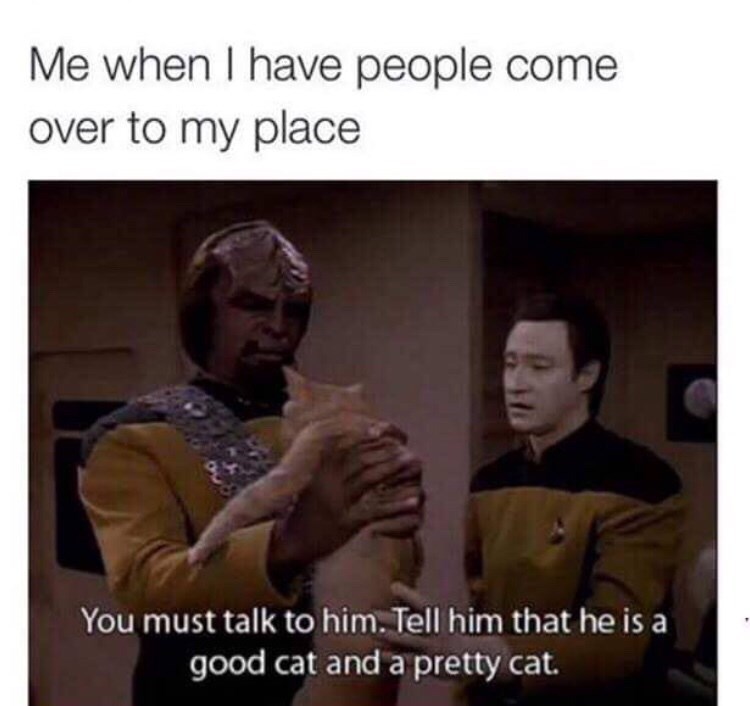 Me when I have people come
over to my place
You must talk to him. Tell him that he is a
good cat and a pretty cat.